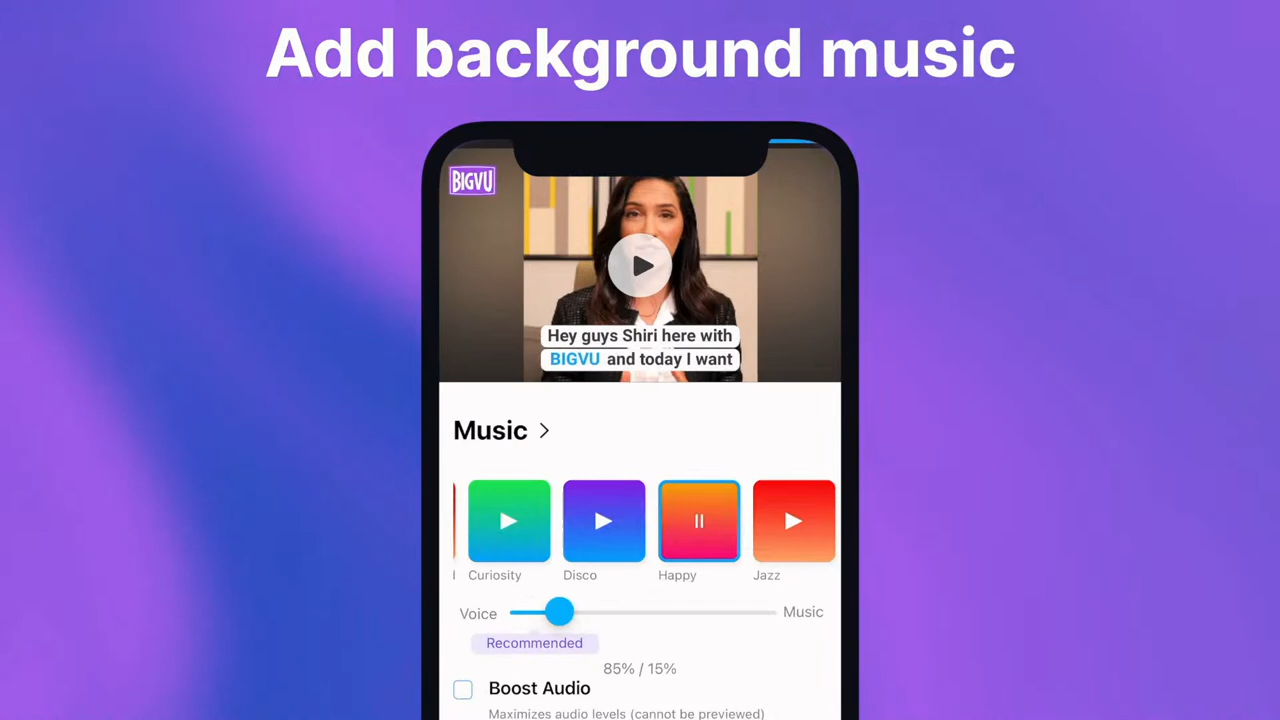 Add background music
BIGVU
Hey guys Shiri here with
BIGVU and today I want
Music
Curiosity
Disco
Happy
Jazz
Voice
Music
Recommended
85% / 15%
Boost Audio
Maximizes audio levels (cannot be previewed)